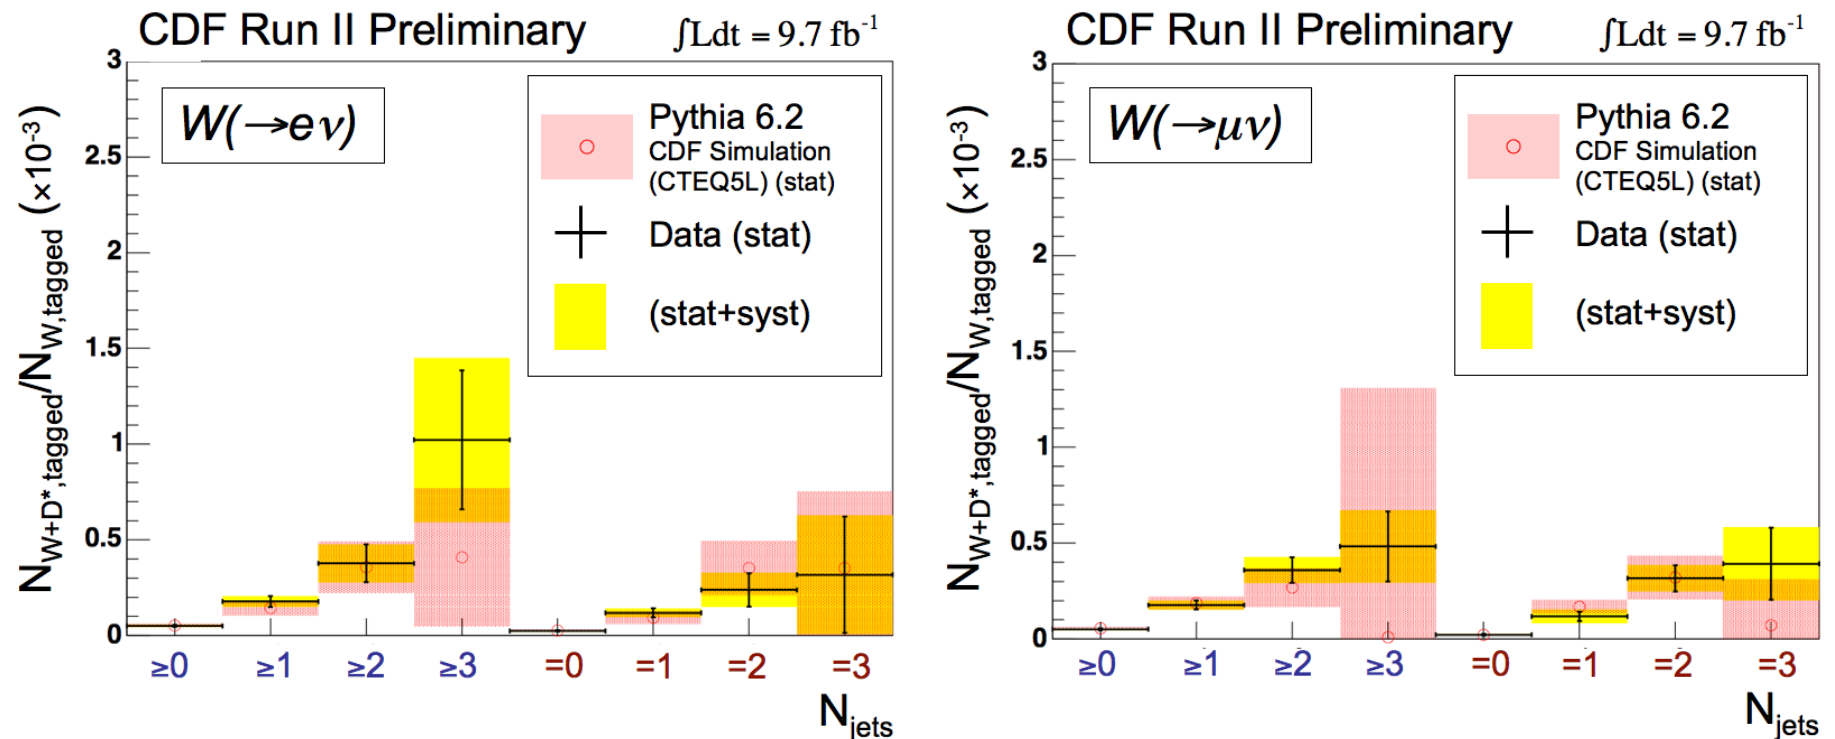 CDF Run II Preliminary ∫Ldt = 9.7 fb⁻¹
W(→eν)
Pythia 6.2
CDF Simulation
(CTEQ5L) (stat)
Data (stat)
(stat+syst)
N_W+D*,tagged/N_W,tagged (×10⁻³)
3
2.5
2
1.5
1
0.5
0
≥0 ≥1 ≥2 ≥3 =0 =1 =2 =3
N_jets
CDF Run II Preliminary ∫Ldt = 9.7 fb⁻¹
W(→μν)
Pythia 6.2
CDF Simulation
(CTEQ5L) (stat)
Data (stat)
(stat+syst)
N_W+D*,tagged/N_W,tagged (×10⁻³)
3
2.5
2
1.5
1
0.5
0
≥0 ≥1 ≥2 ≥3 =0 =1 =2 =3
N_jets